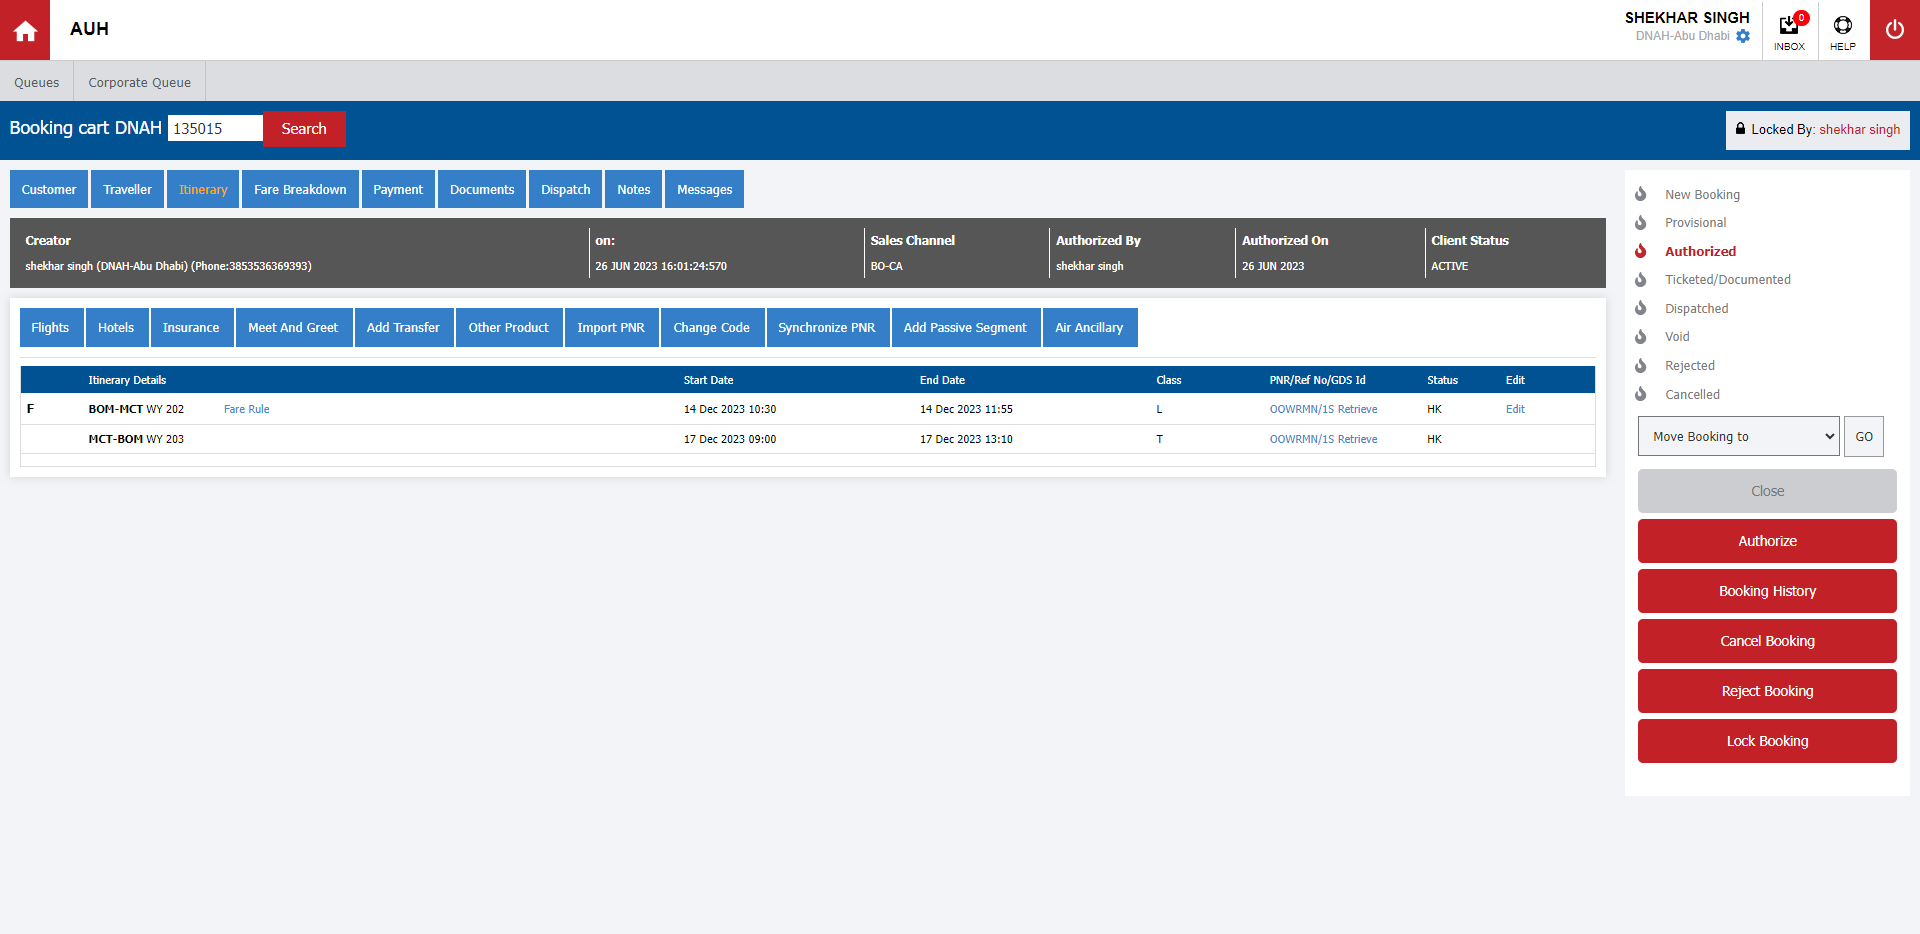 AUH
SHEKHAR SINGH
DNAH-Abu Dhabi
0
INBOX
HELP
Queues
Corporate Queue
Booking cart DNAH 135015 Search
Locked By: shekhar singh
Customer Traveller Itinerary Fare Breakdown Payment Documents Dispatch Notes Messages
Creator on: Sales Channel Authorized By Authorized On Client Status
shekhar singh (DNAH-Abu Dhabi) (Phone:3853536369393) 26 JUN 2023 16:01:24:570 BO-CA shekhar singh 26 JUN 2023 ACTIVE
Flights Hotels Insurance Meet And Greet Add Transfer Other Product Import PNR Change Code Synchronize PNR Add Passive Segment Air Ancillary
Itinerary Details Start Date End Date Class PNR/Ref No/GDS Id Status Edit
F BOM-MCT WY 202 Fare Rule 14 Dec 2023 10:30 14 Dec 2023 11:55 L OOWRMN/1S Retrieve HK Edit
MCT-BOM WY 203 17 Dec 2023 09:00 17 Dec 2023 13:10 T OOWRMN/1S Retrieve HK
New Booking
Provisional
Authorized
Ticketed/Documented
Dispatched
Void
Rejected
Cancelled
Move Booking to GO
Close
Authorize
Booking History
Cancel Booking
Reject Booking
Lock Booking